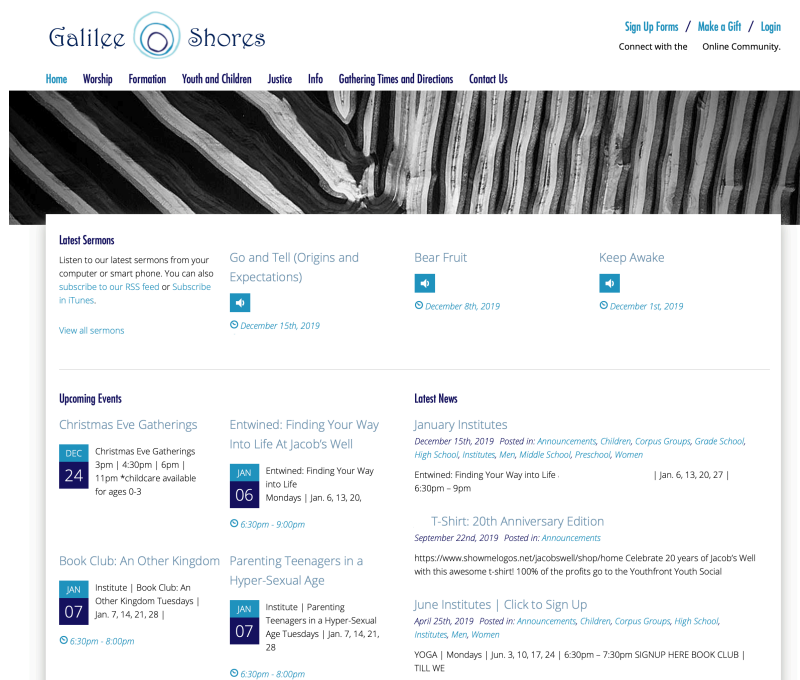 Galilee Shores
Sign Up Forms / Make a Gift / Login
Connect with the Online Community.
Home Worship Formation Youth and Children Justice Info Gathering Times and Directions Contact Us
Latest Sermons
Listen to our latest sermons from your
computer or smart phone. You can also
subscribe to our RSS feed or Subscribe
in iTunes.
View all sermons
Go and Tell (Origins and
Expectations)
December 15th, 2019
Bear Fruit
December 8th, 2019
Keep Awake
December 1st, 2019
Upcoming Events
Christmas Eve Gatherings
DEC
24
Christmas Eve Gatherings
3pm | 4:30pm | 6pm |
11pm *childcare available
for ages 0-3
Entwined: Finding Your Way
Into Life At Jacob's Well
JAN
06
Entwined: Finding Your Way
into Life
Mondays | Jan. 6, 13, 20,
6:30pm - 9:00pm
Book Club: An Other Kingdom
JAN
07
Institute | Book Club: An
Other Kingdom Tuesdays |
Jan. 7, 14, 21, 28 |
6:30pm - 8:00pm
Parenting Teenagers in a
Hyper-Sexual Age
JAN
07
Institute | Parenting
Teenagers in a Hyper-Sexual
Age Tuesdays | Jan. 7, 14, 21,
28
6:30pm - 8:00pm
Latest News
January Institutes
December 15th, 2019 Posted in: Announcements, Children, Corpus Groups, Grade School,
High School, Institutes, Men, Middle School, Preschool, Women
Entwined: Finding Your Way into Life . | Jan. 6, 13, 20, 27 |
6:30pm – 9pm
T-Shirt: 20th Anniversary Edition
September 22nd, 2019 Posted in: Announcements
https://www.showmelogos.net/jacobswell/shop/home Celebrate 20 years of Jacob's Well
with this awesome t-shirt! 100% of the profits go to the Youthfront Youth Social
June Institutes | Click to Sign Up
April 25th, 2019 Posted in: Announcements, Children, Corpus Groups, High School,
Institutes, Men, Women
YOGA | Mondays | Jun. 3, 10, 17, 24 | 6:30pm – 7:30pm SIGNUP HERE BOOK CLUB |
TILL WE